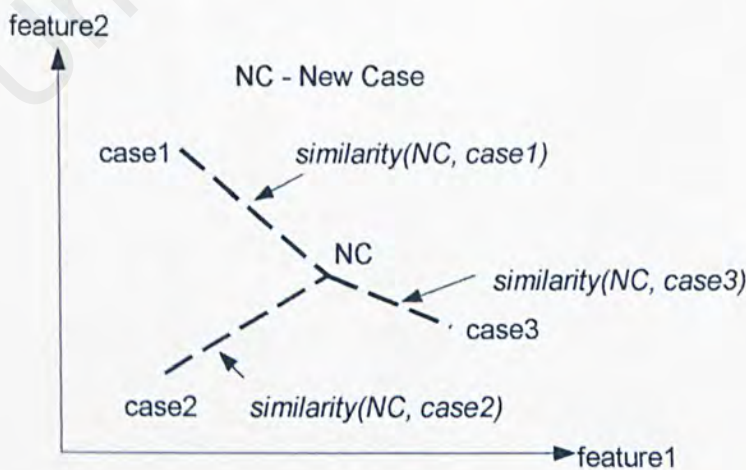 feature2
NC - New Case
case1
similarity(NC, case1)
NC
similarity(NC, case3)
case3
case2
similarity(NC, case2)
feature1